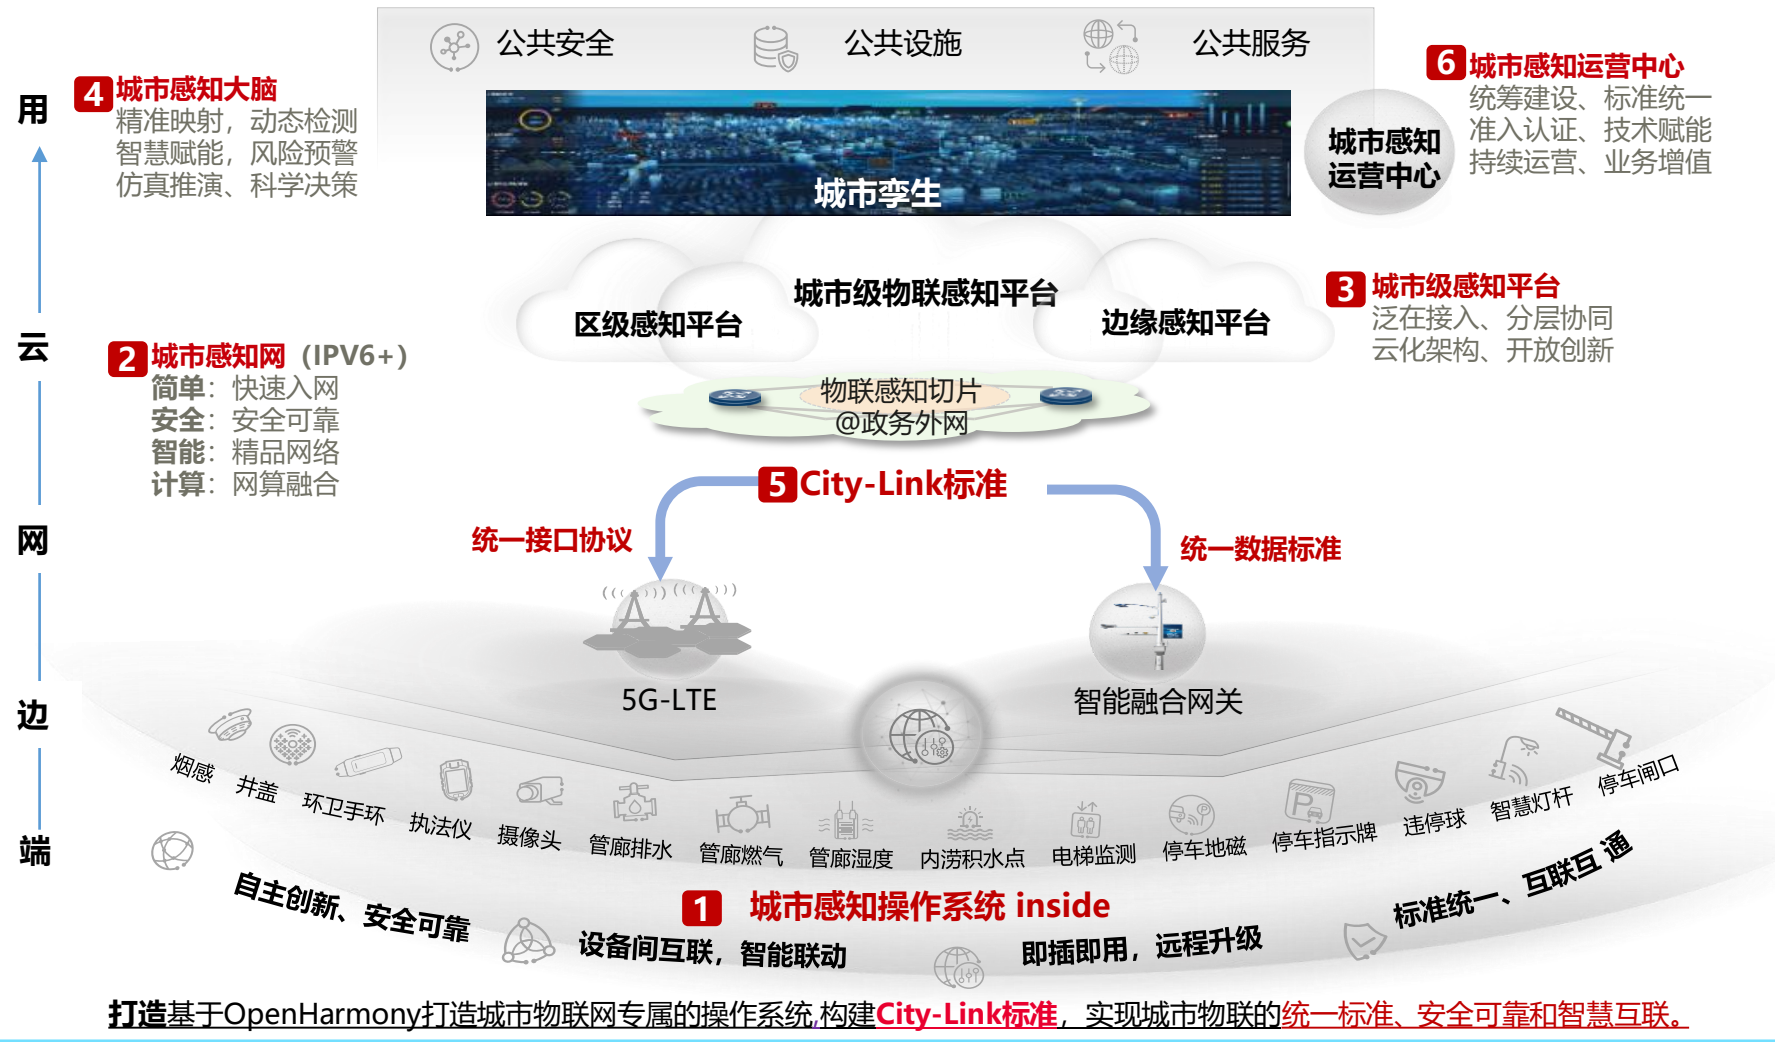 公共安全
公共设施
公共服务
用
云
网
边
端
4 城市感知大脑
精准映射，动态检测
智慧赋能，风险预警
仿真推演、科学决策
城市孪生
城市感知
运营中心
6 城市感知运营中心
统筹建设、标准统一
准入认证、技术赋能
持续运营、业务增值
城市级物联感知平台
区级感知平台
边缘感知平台
3 城市级感知平台
泛在接入、分层协同
云化架构、开放创新
2 城市感知网（IPV6+）
简单：快速入网
安全：安全可靠
智能：精品网络
计算：网算融合
物联感知切片
@政务外网
5 City-Link标准
统一接口协议
统一数据标准
5G-LTE
智能融合网关
烟感
井盖
环卫手环
执法仪
摄像头
管廊排水
管廊燃气
管廊湿度
内涝积水点
电梯监测
停车地磁
停车指示牌
违停球
智慧灯杆
停车闸口
1 城市感知操作系统 inside
自主创新、安全可靠
设备间互联，智能联动
即插即用，远程升级
标准统一、互联互 通
打造基于OpenHarmony打造城市物联网专属的操作系统,构建City-Link标准，实现城市物联的统一标准、安全可靠和智慧互联。